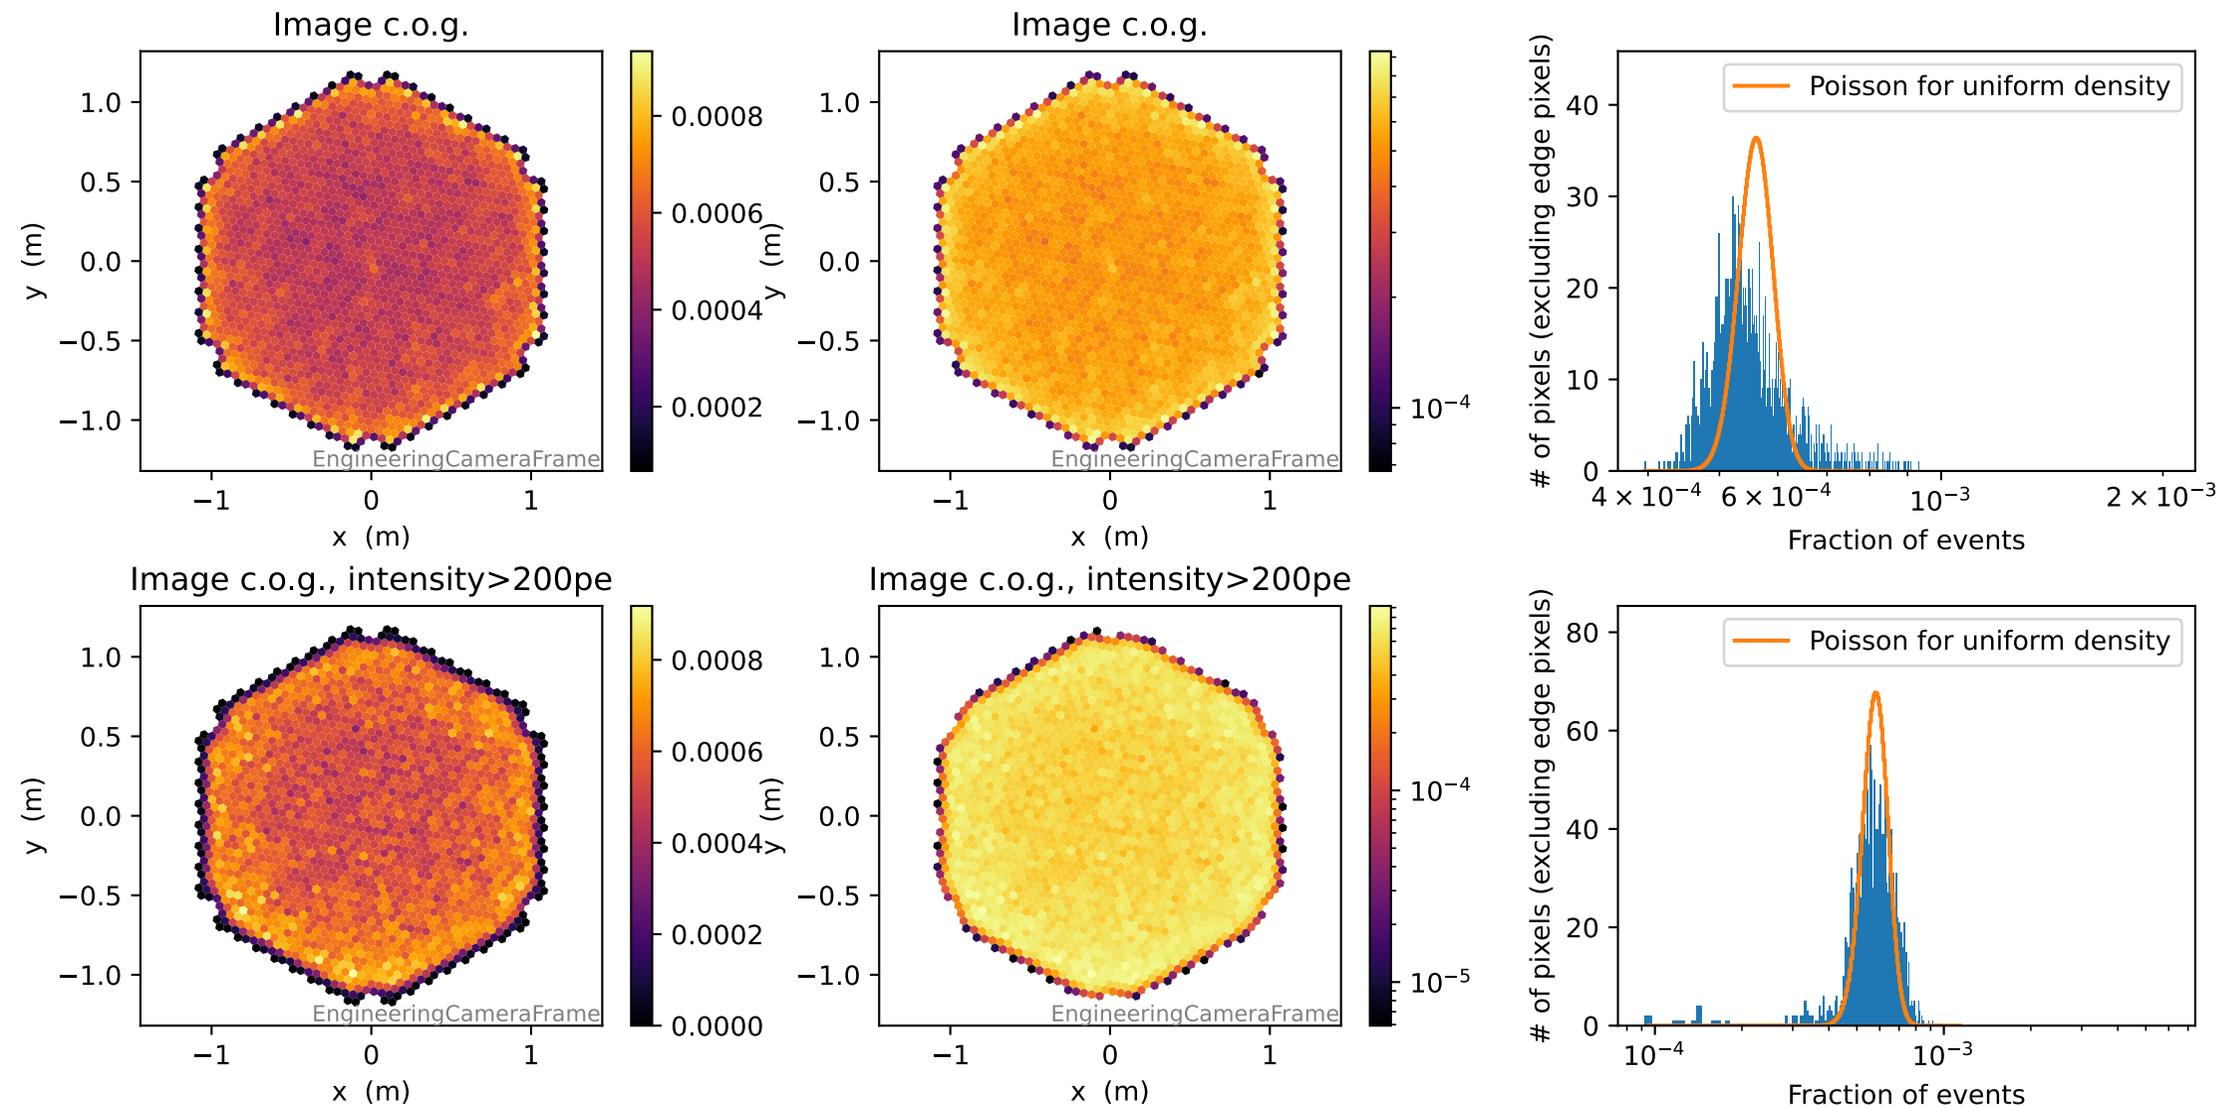 Image c.o.g.
y (m)
1.0
0.5
0.0
−0.5
−1.0
−1 0 1
x (m)
EngineeringCameraFrame
0.0008
0.0006
0.0004
0.0002
Image c.o.g.
y (m)
1.0
0.5
0.0
−0.5
−1.0
−1 0 1
x (m)
EngineeringCameraFrame
10⁻⁴
# of pixels (excluding edge pixels)
40
30
20
10
0
Poisson for uniform density
4 × 10⁻⁴ 6 × 10⁻⁴ 10⁻³ 2 × 10⁻³
Fraction of events
Image c.o.g., intensity>200pe
y (m)
1.0
0.5
0.0
−0.5
−1.0
−1 0 1
x (m)
EngineeringCameraFrame
0.0008
0.0006
0.0004
0.0002
0.0000
Image c.o.g., intensity>200pe
y (m)
1.0
0.5
0.0
−0.5
−1.0
−1 0 1
x (m)
EngineeringCameraFrame
10⁻⁴
10⁻⁵
# of pixels (excluding edge pixels)
80
60
40
20
0
Poisson for uniform density
10⁻⁴ 10⁻³
Fraction of events